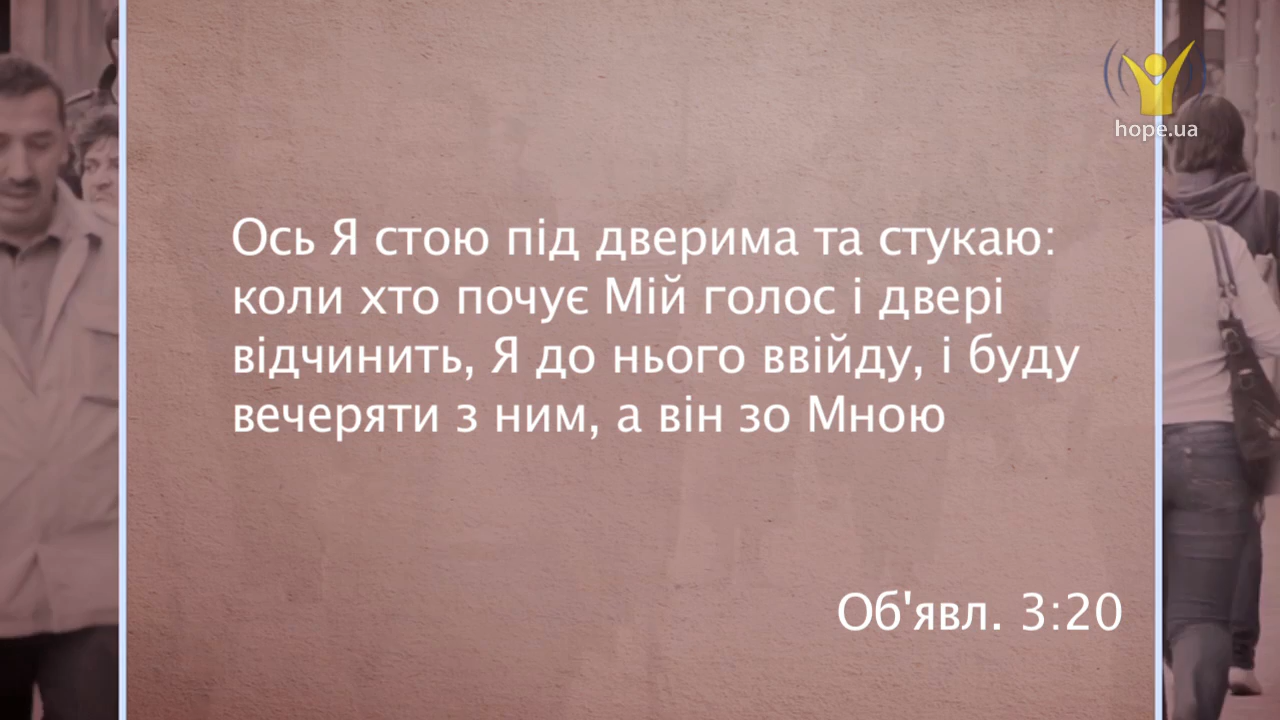 hope.ua
Ось Я стою під дверима та стукаю:
коли хто почує Мій голос і двері
відчинить, Я до нього ввійду, і буду
вечеряти з ним, а він зо Мною
Об'явл. 3:20